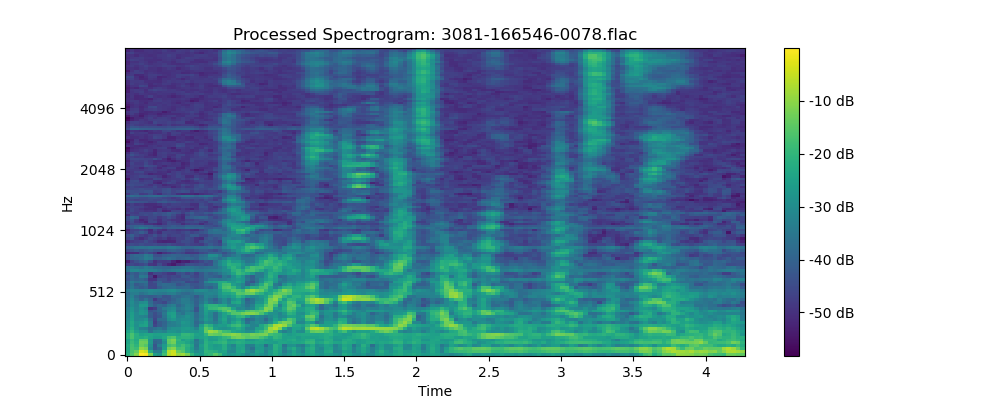 Processed Spectrogram: 3081-166546-0078.flac
Hz
4096
2048
1024
512
0
0
0.5
1
1.5
2
2.5
3
3.5
4
Time
-10 dB
-20 dB
-30 dB
-40 dB
-50 dB